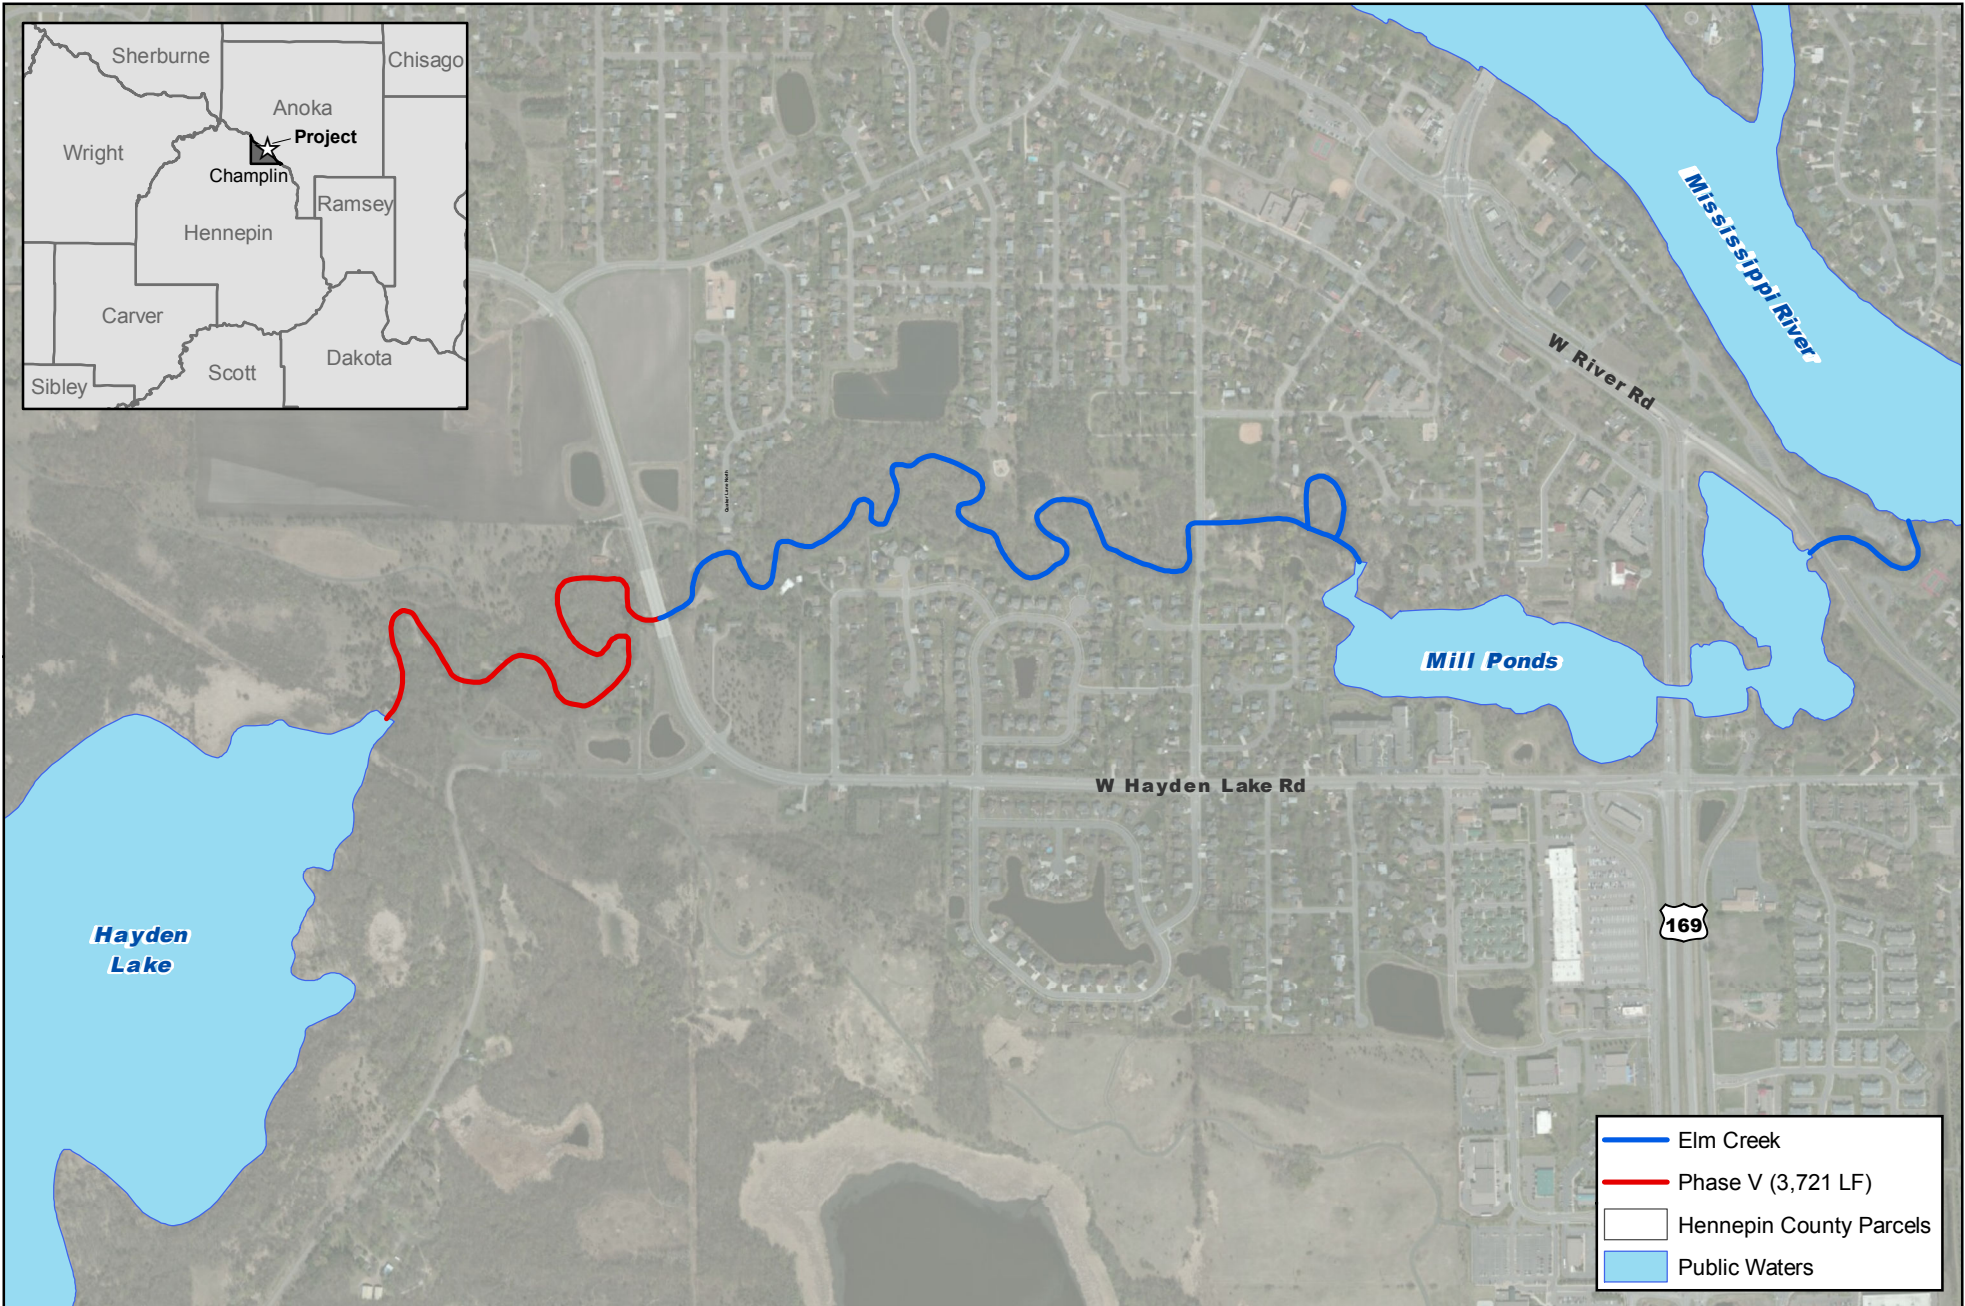 Sherburne
Chisago
Anoka
Project
Wright
Champlin
Ramsey
Hennepin
Carver
Dakota
Scott
Sibley
Mississippi River
W River Rd
Mill Ponds
W Hayden Lake Rd
Hayden
Lake
169
Elm Creek
Phase V (3,721 LF)
Hennepin County Parcels
Public Waters